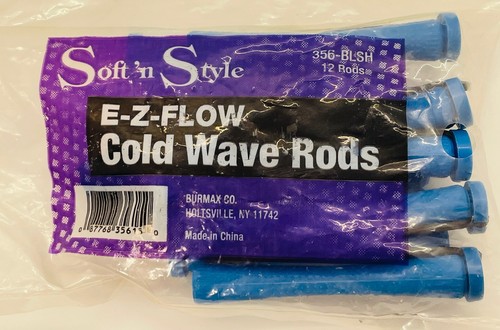 Soft 'n Style
356-BLSH
12 Rods
E-Z-FLOW
Cold Wave Rods
BURMAX CO.
HOLTSVILLE, NY 11742
Made in China